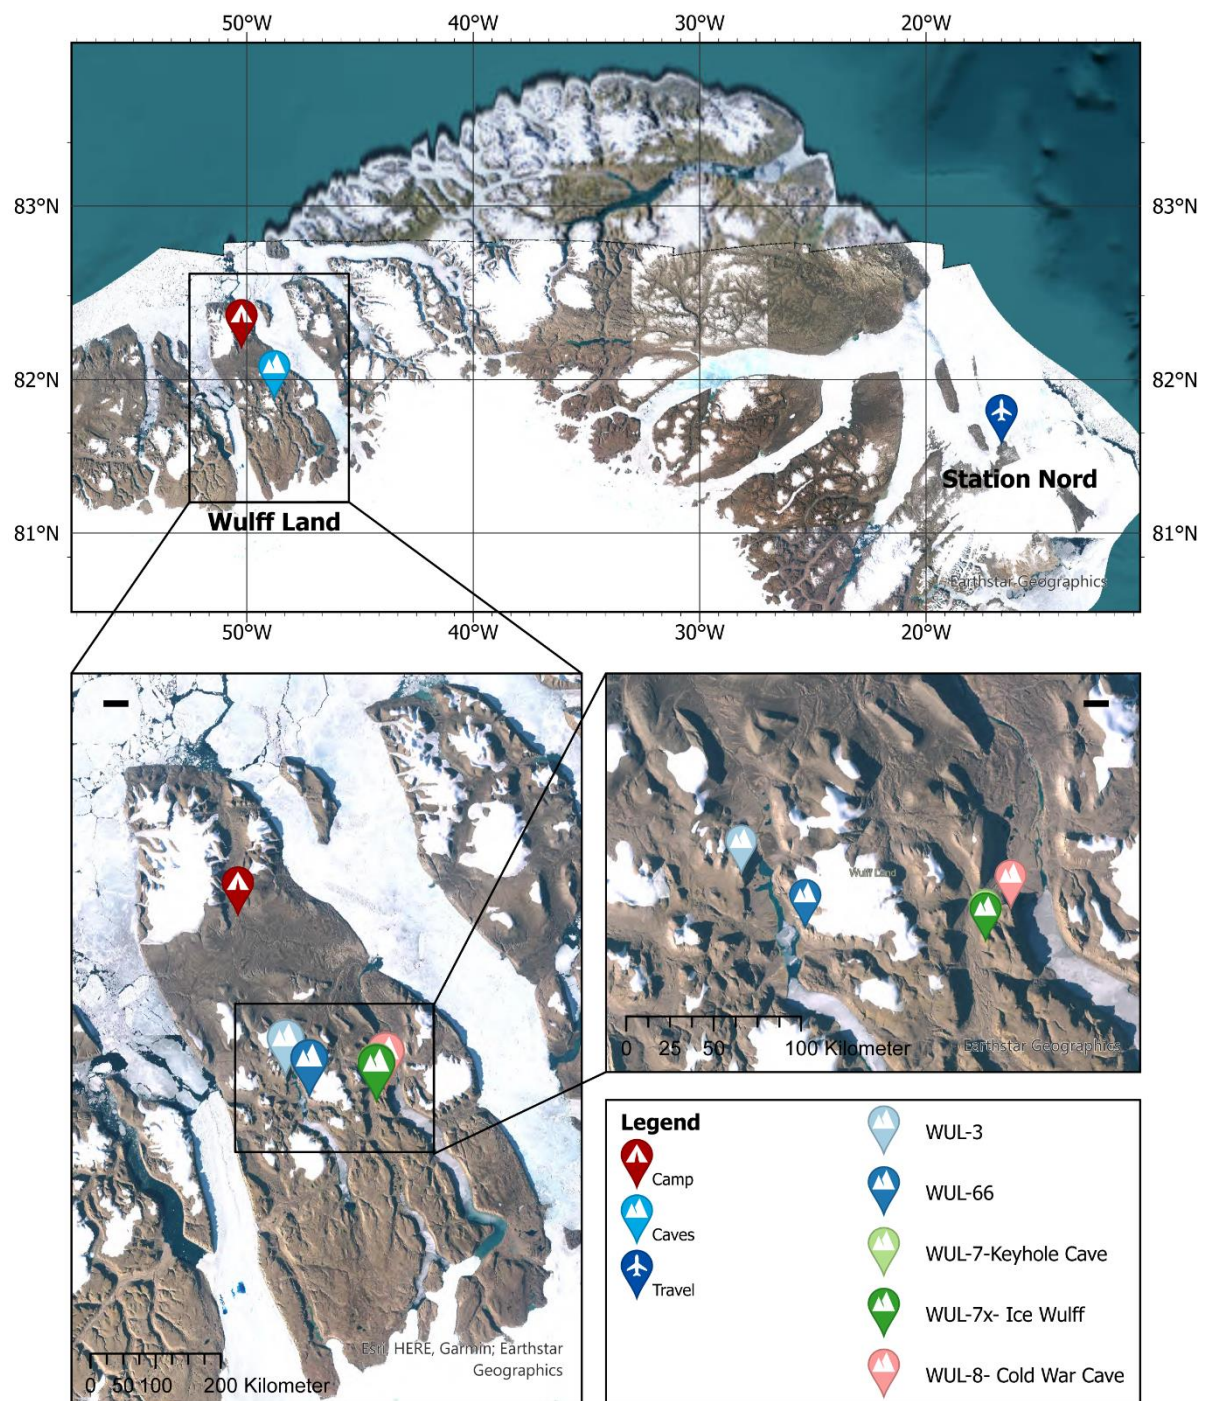 50°W 40°W 30°W 20°W
83°N 83°N
82°N 82°N
Station Nord
81°N 81°N
Wulff Land
Earthstar Geographics
50°W 40°W 30°W 20°W
Esri, HERE, Garmin; Earthstar
Geographics
0 50 100 200 Kilometer
Wulff Land
0 25 50 100 Kilometer
Earthstar Geographics
Legend
Camp
Caves
Travel
WUL-3
WUL-66
WUL-7-Keyhole Cave
WUL-7x- Ice Wulff
WUL-8- Cold War Cave